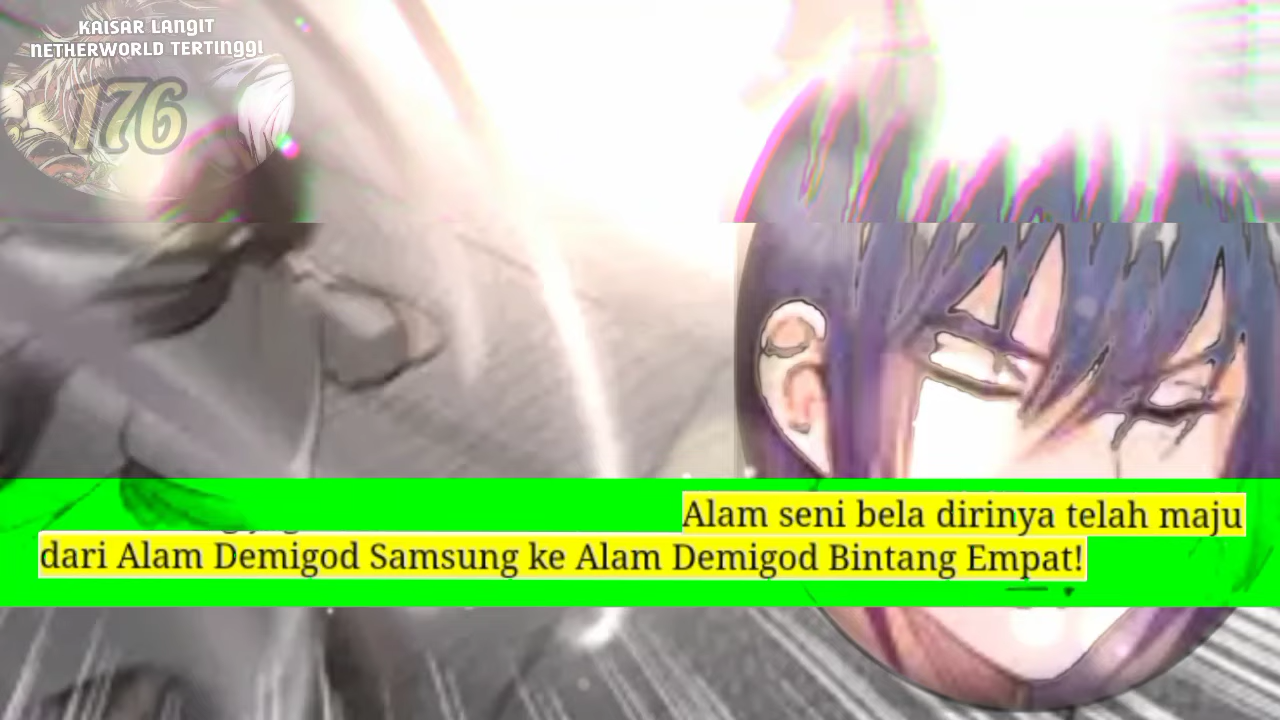 KAISAR LANGIT
NETHERWORLD TERTINGGI
176
Alam seni bela dirinya telah maju
dari Alam Demigod Samsung ke Alam Demigod Bintang Empat!